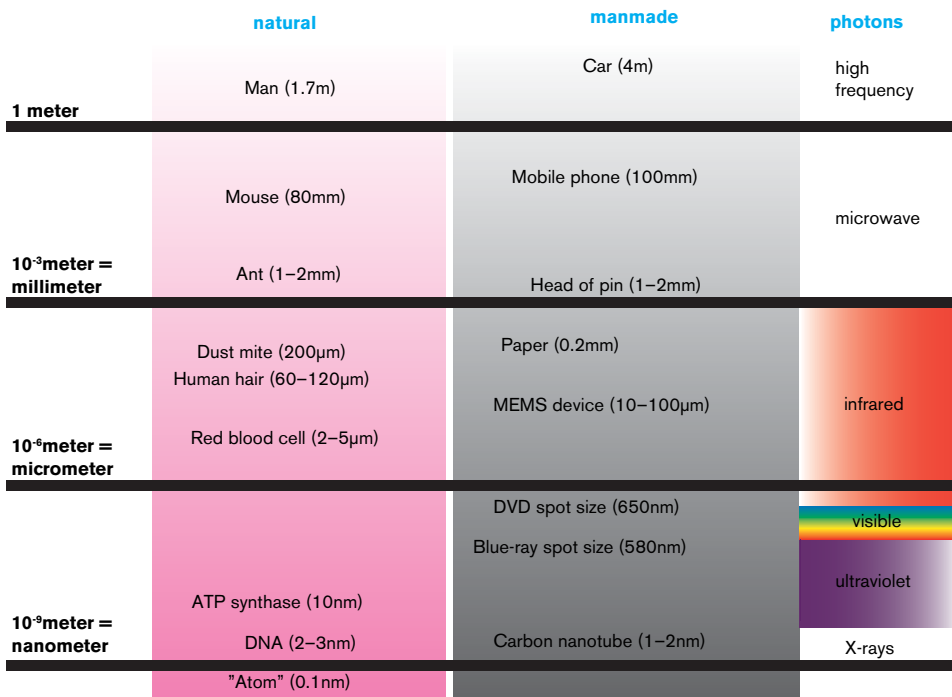 natural
manmade
photons
Car (4m)
high
frequency
Man (1.7m)
1 meter
Mobile phone (100mm)
Mouse (80mm)
microwave
10⁻³meter =
millimeter
Ant (1–2mm)
Head of pin (1–2mm)
Paper (0.2mm)
Dust mite (200µm)
Human hair (60–120µm)
MEMS device (10–100µm)
infrared
Red blood cell (2–5µm)
10⁻⁶meter =
micrometer
DVD spot size (650nm)
visible
Blue-ray spot size (580nm)
ultraviolet
ATP synthase (10nm)
10⁻⁹meter =
nanometer
DNA (2–3nm)
Carbon nanotube (1–2nm)
X-rays
"Atom" (0.1nm)